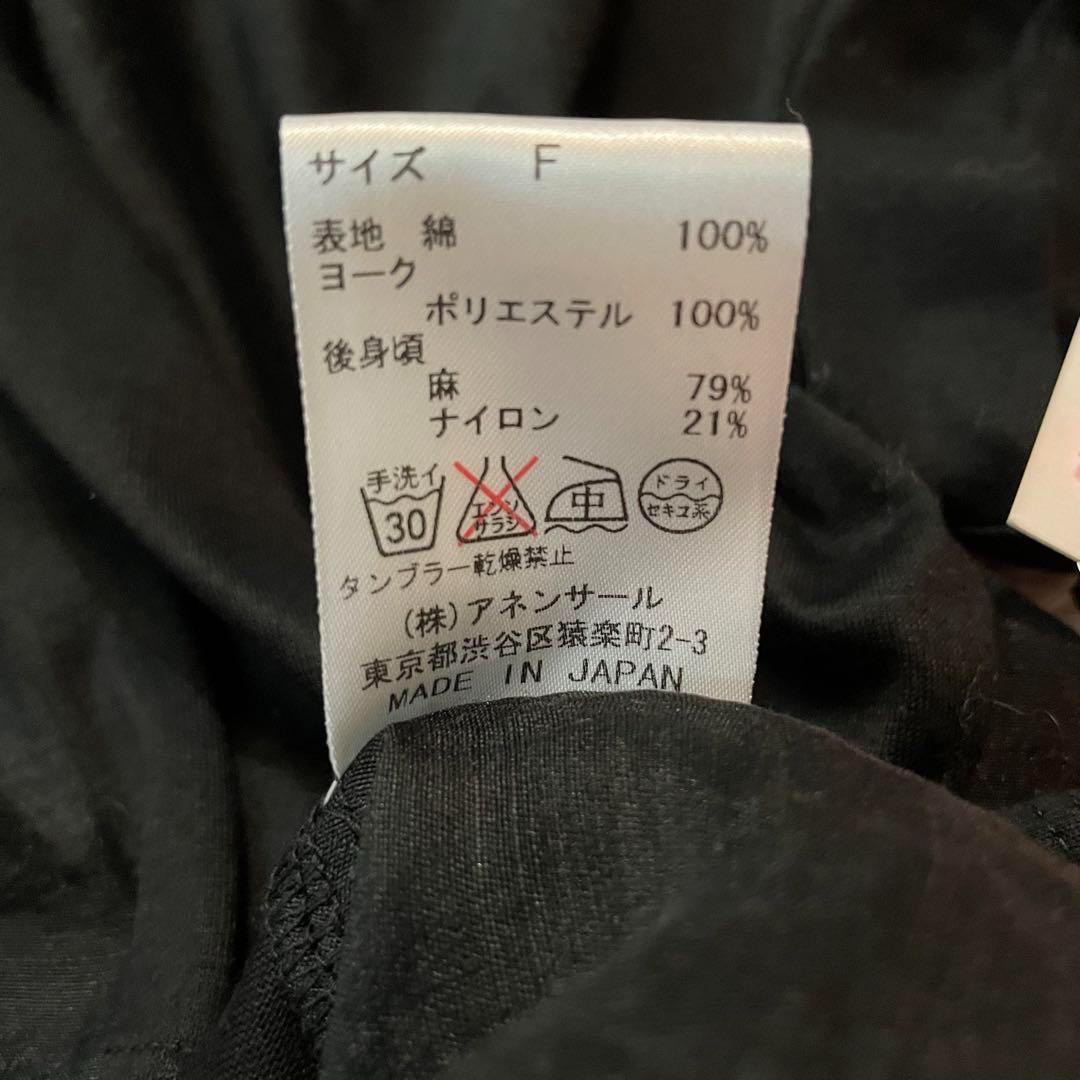 サイズ F
表地 綿 100%
ヨーク
ポリエステル 100%
後身頃
麻 79%
ナイロン 21%
手洗イ 30 エンソサラシ 中 ドライ セキユ系
タンブラー乾燥禁止
(株)アネンサール
東京都渋谷区猿楽町2-3
MADE IN JAPAN